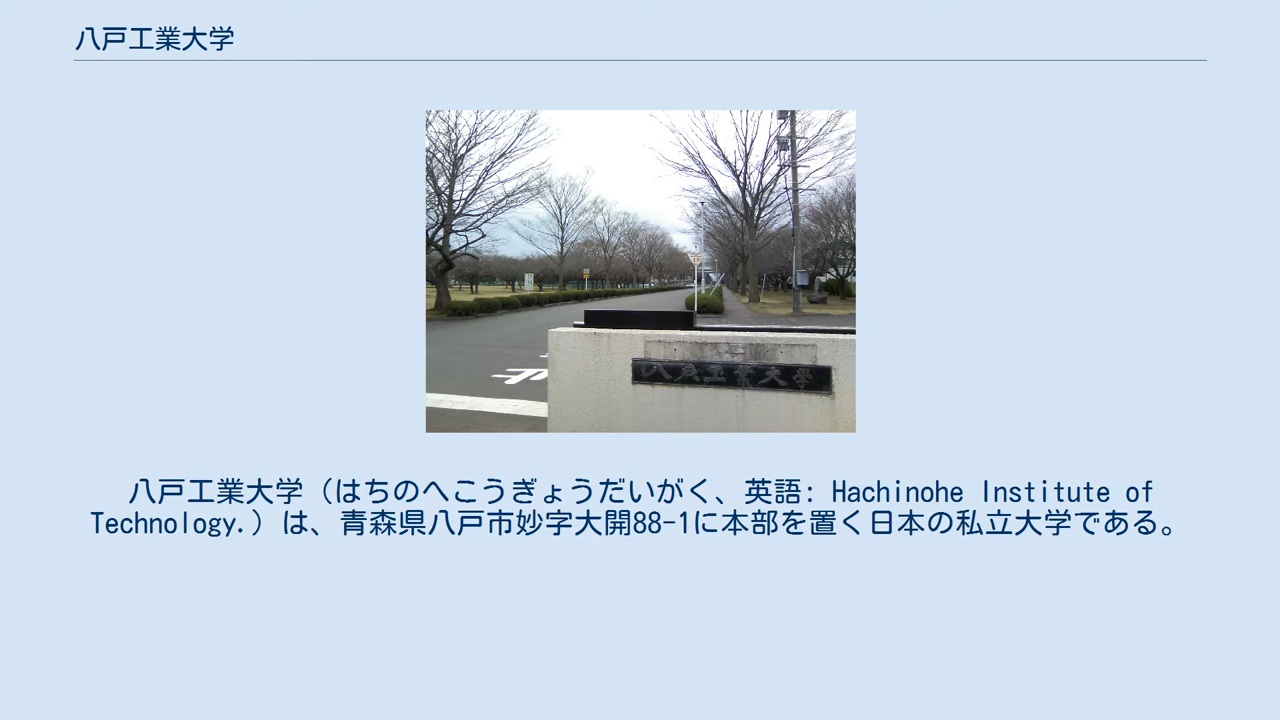 八戸工業大学
八戸工業大学
八戸工業大学（はちのへこうぎょうだいがく、英語: Hachinohe Institute of
Technology.）は、青森県八戸市妙字大開88-1に本部を置く日本の私立大学である。